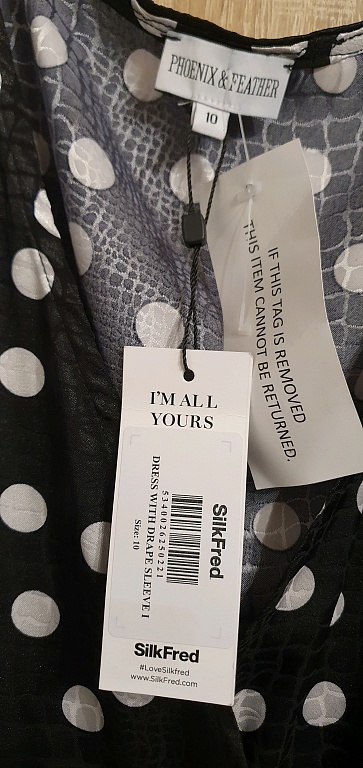 PHOENIX & FEATHER
10
IF THIS TAG IS REMOVED
THIS ITEM CANNOT BE RETURNED.
I'M ALL
YOURS
SilkFred
5340026250221
DRESS WITH DRAPE SLEEVE I
Size: 10
SilkFred
#LoveSilkfred
www.SilkFred.com